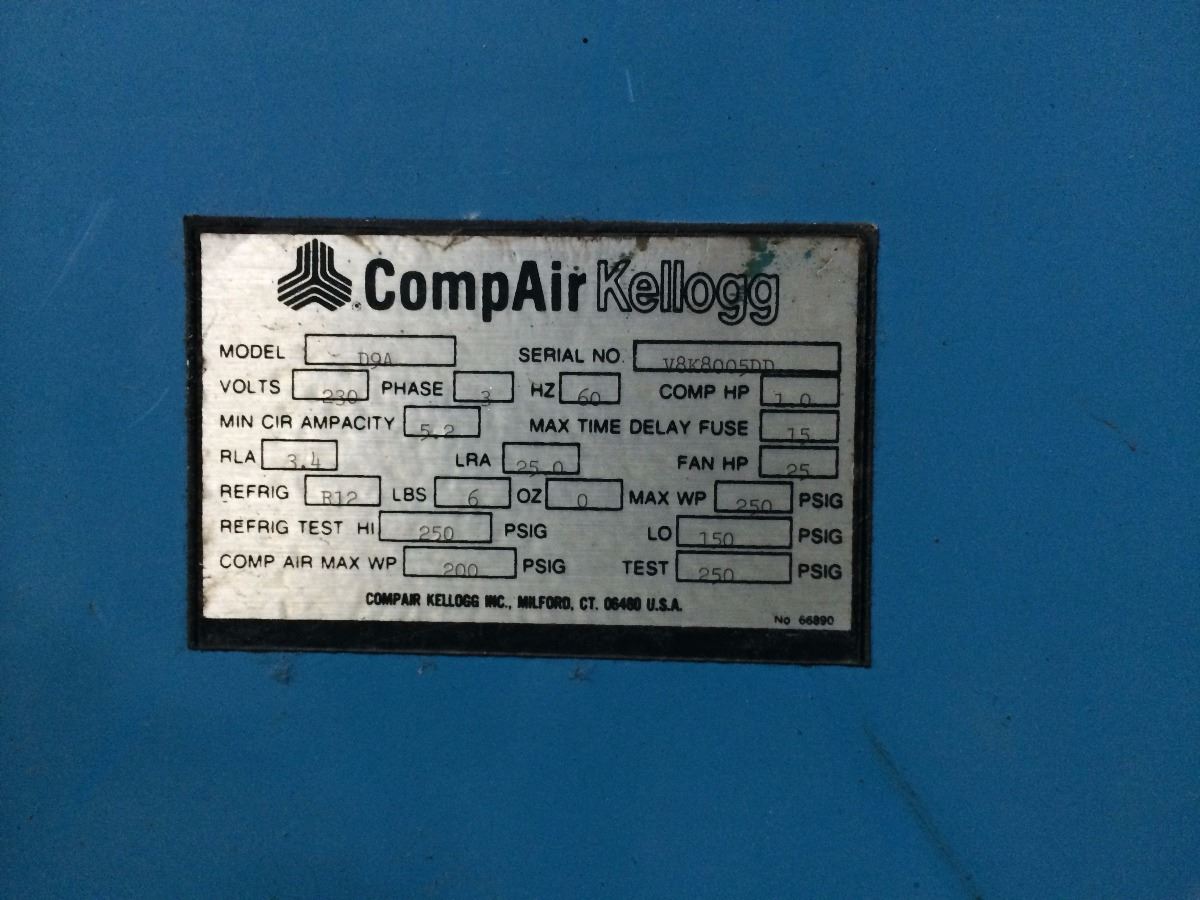 CompAir Kellogg
MODEL D9A SERIAL NO. V8K8005DD
VOLTS 230 PHASE 3 HZ 60 COMP HP 1.0
MIN CIR AMPACITY 5.2 MAX TIME DELAY FUSE 15
RLA 3.4 LRA 25.0 FAN HP 25
REFRIG R12 LBS 6 OZ 0 MAX WP 250 PSIG
REFRIG TEST HI 250 PSIG LO 150 PSIG
COMP AIR MAX WP 200 PSIG TEST 250 PSIG
COMPAIR KELLOGG INC., MILFORD, CT. 06460 U.S.A.
No 66890